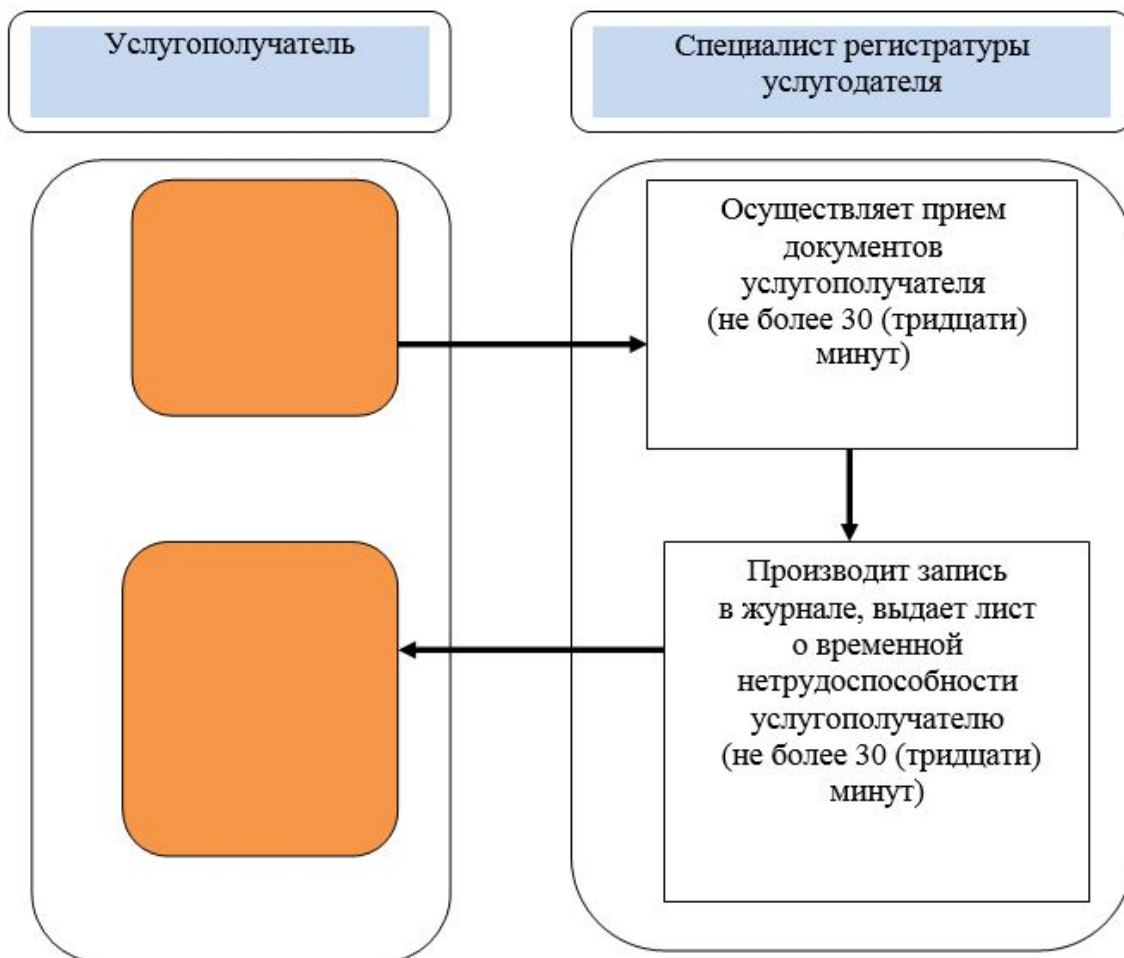 Услугополучатель
Специалист регистратуры
услугодателя
Осуществляет прием
документов
услугополучателя
(не более 30 (тридцати)
минут)
Производит запись
в журнале, выдает лист
о временной
нетрудоспособности
услугополучателю
(не более 30 (тридцати)
минут)